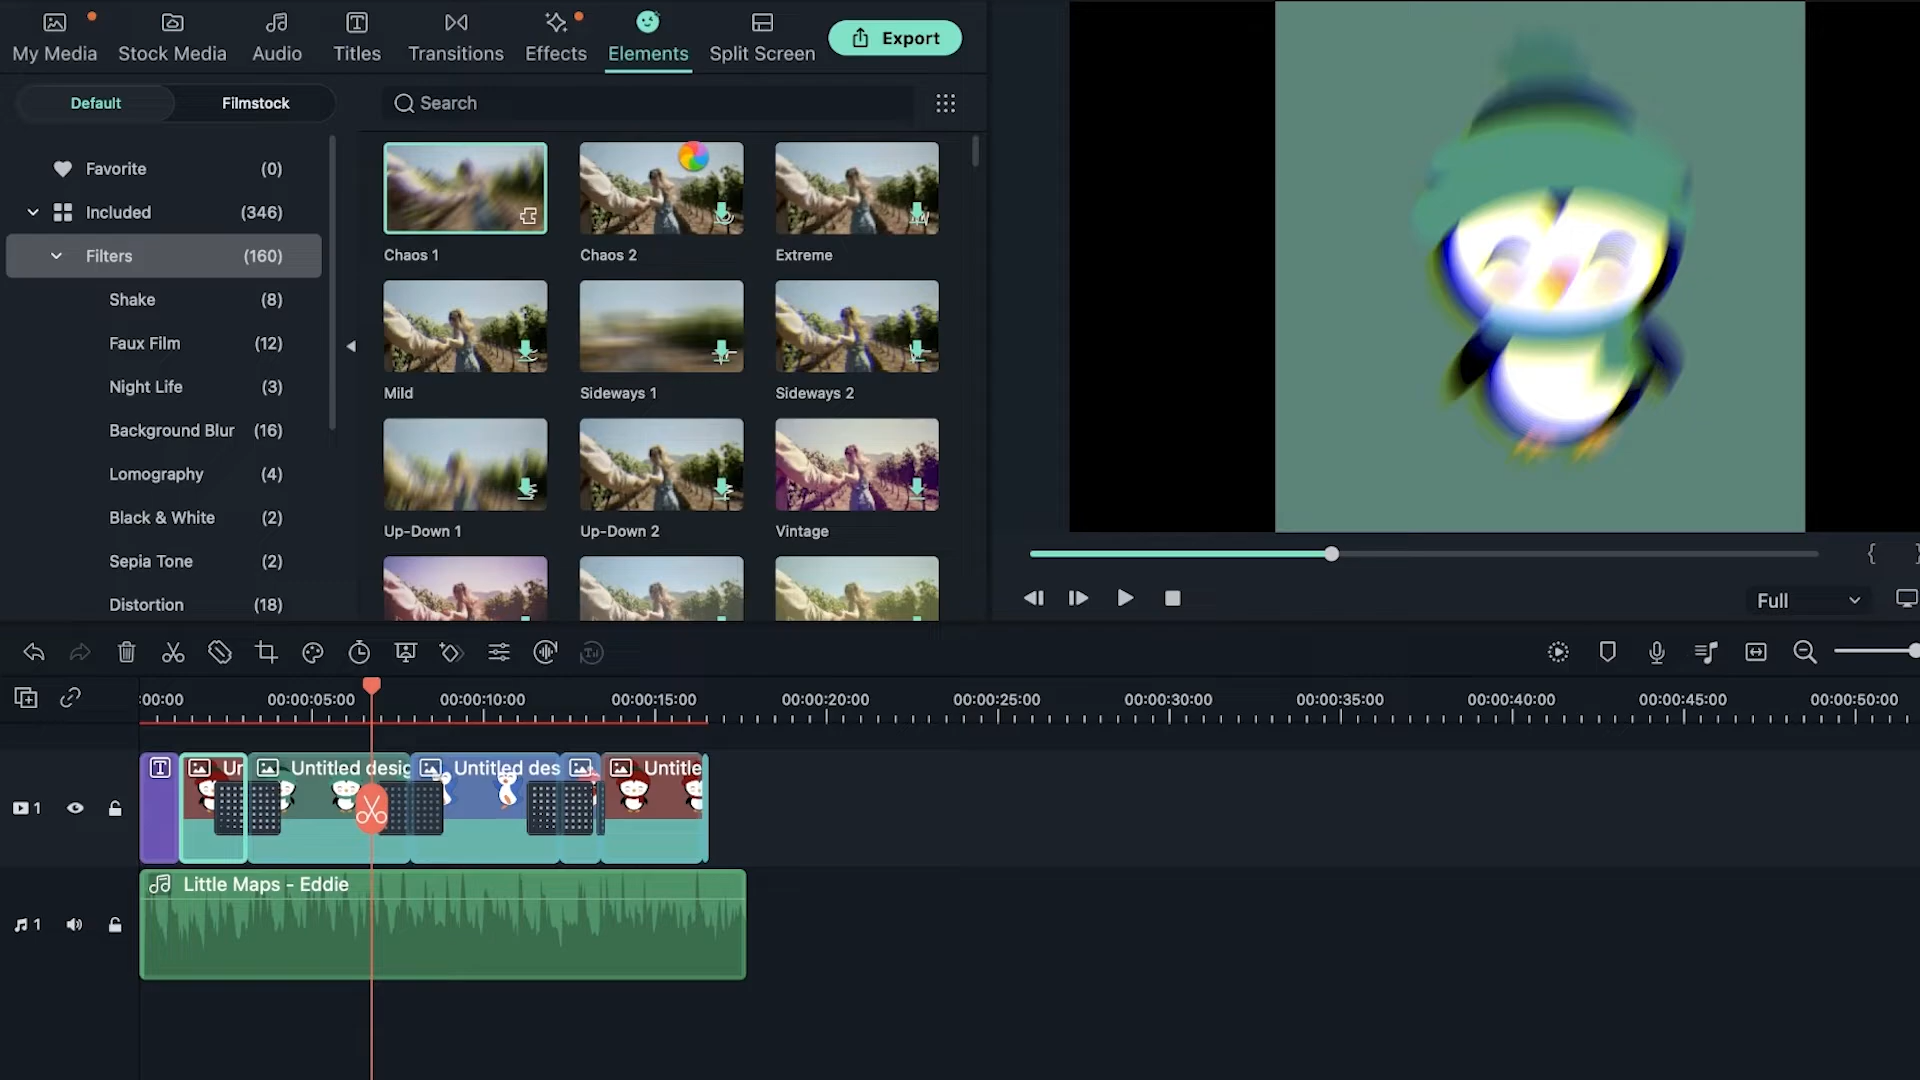 My Media
Stock Media
Audio
Titles
Transitions
Effects
Elements
Split Screen
Export
Default
Filmstock
Search
Favorite (0)
Included (346)
Filters (160)
Shake (8)
Faux Film (12)
Night Life (3)
Background Blur (16)
Lomography (4)
Black & White (2)
Sepia Tone (2)
Distortion (18)
Chaos 1
Chaos 2
Extreme
Mild
Sideways 1
Sideways 2
Up-Down 1
Up-Down 2
Vintage
{ }
Full
:00:00
00:00:05:00
00:00:10:00
00:00:15:00
00:00:20:00
00:00:25:00
00:00:30:00
00:00:35:00
00:00:40:00
00:00:45:00
00:00:50:00
1
T
Ur
Untitled desig
Untitled des
Untitle
1
Little Maps - Eddie